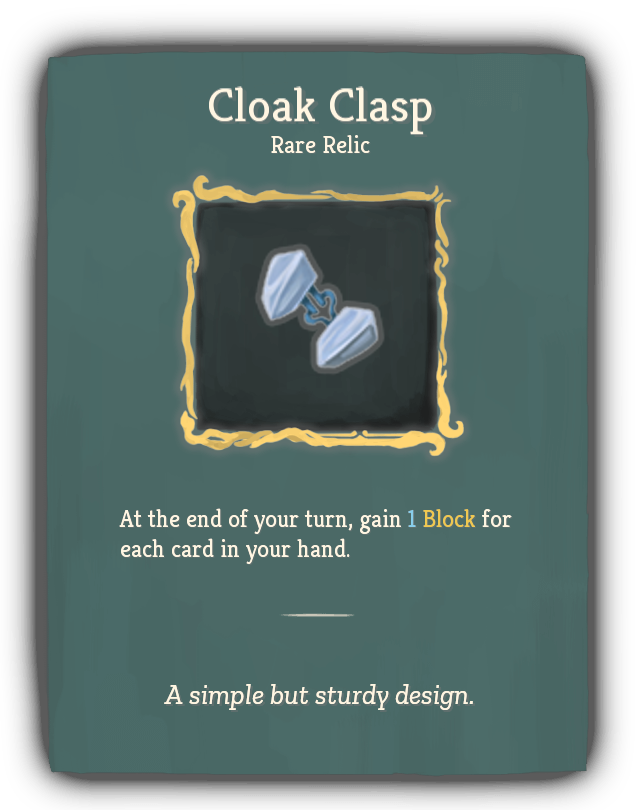 Cloak Clasp
Rare Relic
At the end of your turn, gain 1 Block for
each card in your hand.
A simple but sturdy design.